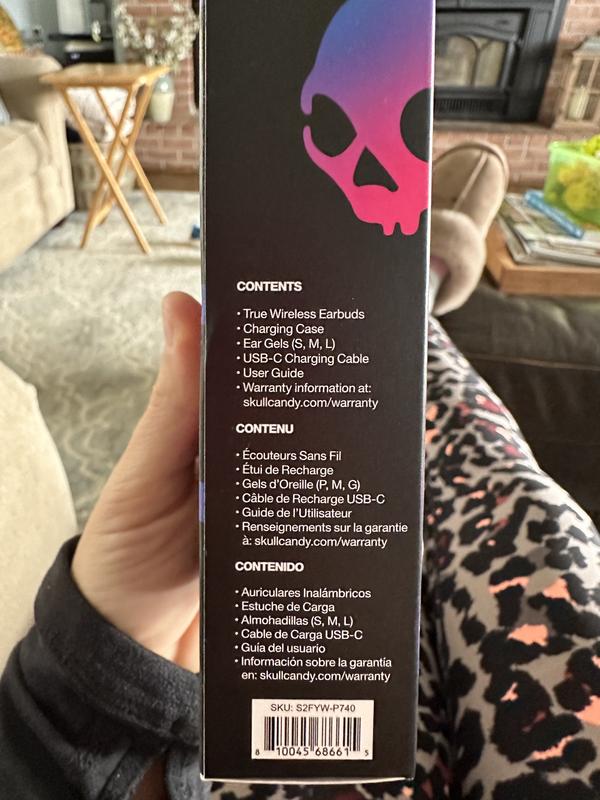 CONTENTS
• True Wireless Earbuds
• Charging Case
• Ear Gels (S, M, L)
• USB-C Charging Cable
• User Guide
• Warranty information at:
skullcandy.com/warranty
CONTENU
• Écouteurs Sans Fil
• Étui de Recharge
• Gels d'Oreille (P, M, G)
• Câble de Recharge USB-C
• Guide de l'Utilisateur
• Renseignements sur la garantie
à: skullcandy.com/warranty
CONTENIDO
• Auriculares Inalámbricos
• Estuche de Carga
• Almohadillas (S, M, L)
• Cable de Carga USB-C
• Guía del usuario
• Información sobre la garantía
en: skullcandy.com/warranty
SKU: S2FYW-P740
8 10045 68661 5